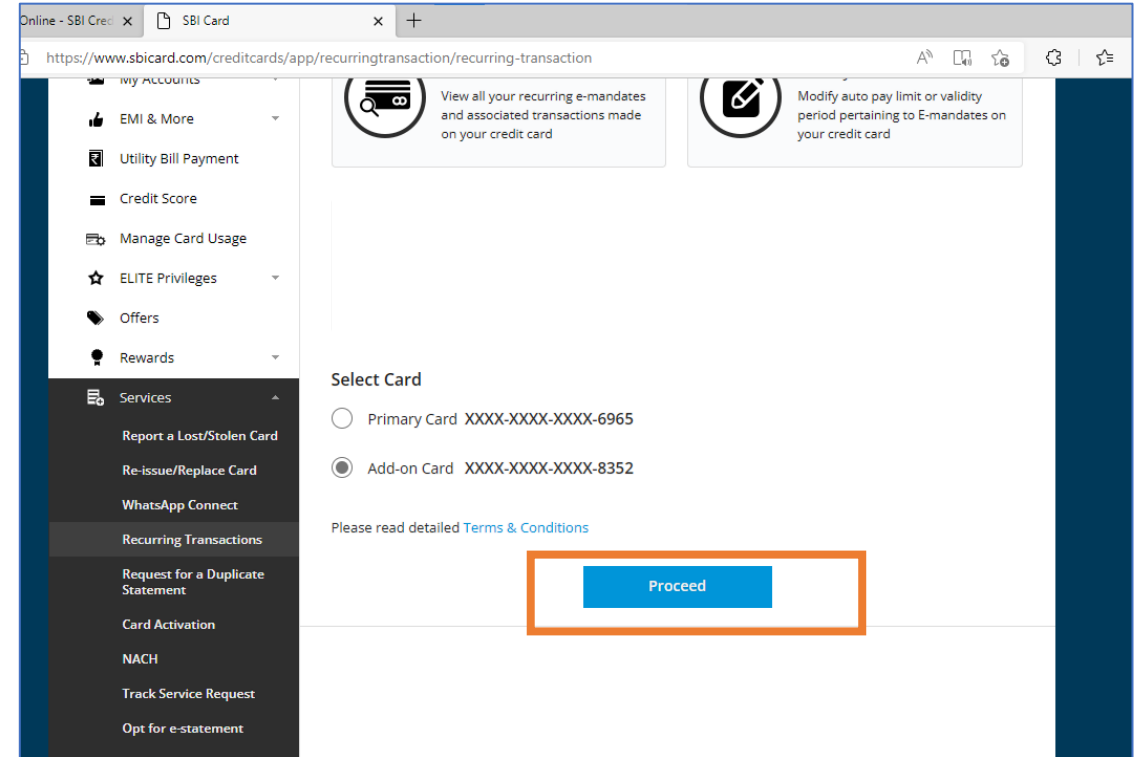 Online - SBI Cred
SBI Card
https://www.sbicard.com/creditcards/app/recurringtransaction/recurring-transaction
My Accounts
EMI & More
Utility Bill Payment
Credit Score
Manage Card Usage
ELITE Privileges
Offers
Rewards
Services
Report a Lost/Stolen Card
Re-issue/Replace Card
WhatsApp Connect
Recurring Transactions
Request for a Duplicate
Statement
Card Activation
NACH
Track Service Request
Opt for e-statement
View all your recurring e-mandates
and associated transactions made
on your credit card
Modify auto pay limit or validity
period pertaining to E-mandates on
your credit card
Select Card
Primary Card XXXX-XXXX-XXXX-6965
Add-on Card XXXX-XXXX-XXXX-8352
Please read detailed Terms & Conditions
Proceed